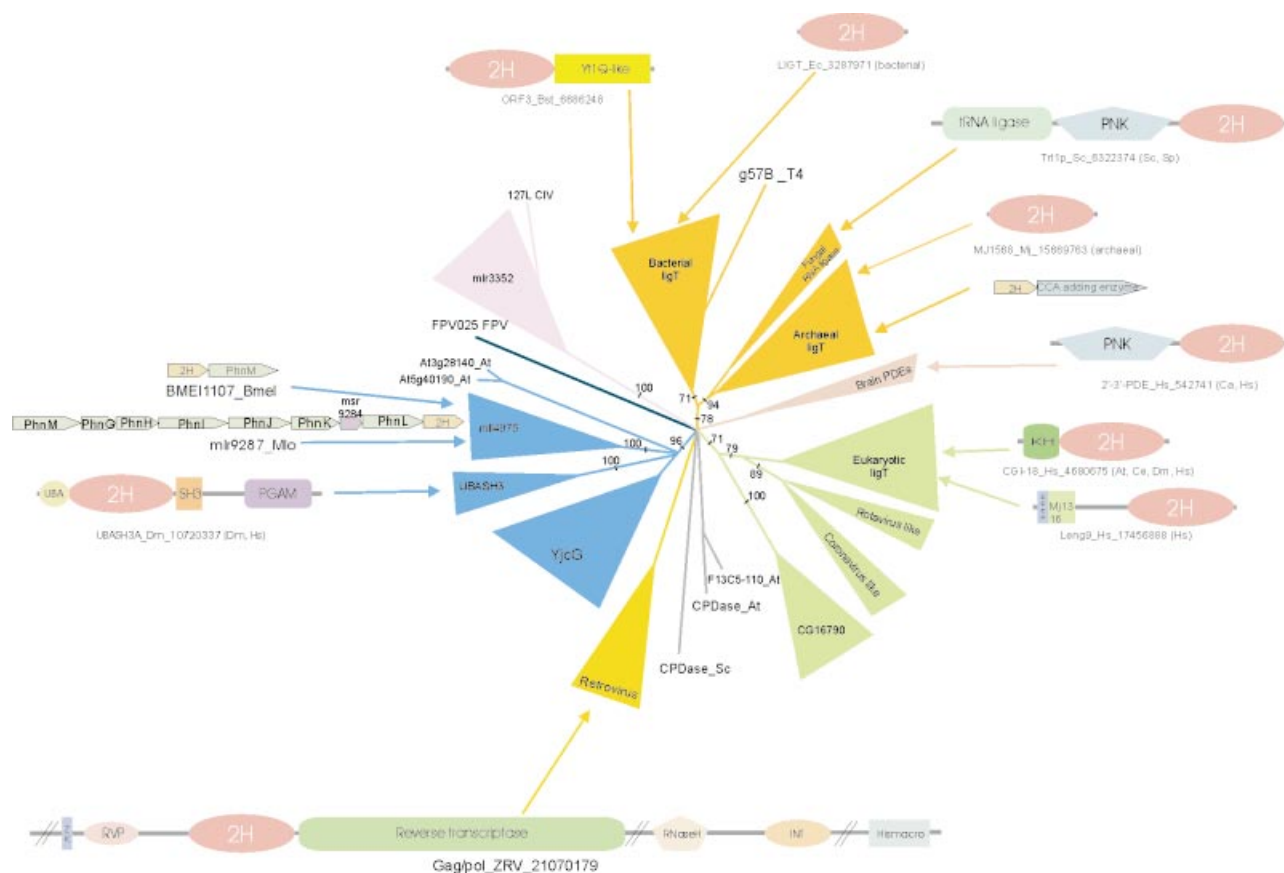 2H
2H
Yt1Q-like
ORF3_Bst_6686248
LIGT_Ec_3287971 (bacterial)
tRNA ligase
PNK
2H
Trl1p_Sc_6322374 (Sc, Sp)
g57B _T4
127L CIV
2H
MJ1568_Mj_15669763 (archaeal)
mlr3352
Bacterial
ligT
Fungal
RNA ligase
Archaeal
ligT
2H
CCA adding enzyme
FPV025 FPV
PNK
2H
2'-3'-PDE_Hs_542741 (Ca, Hs)
Brain PDEs
At3g28140_At
At5g40190_At
2H
PhnM
BMEI1107_Bmel
100
71
94
78
msr
9284
PhnM
PhnG
PhnH
PhnI
PhnJ
PhnK
PhnL
2H
mlr9287_Mlo
mll4975
100
96
71
79
89
100
100
Eukaryotic
ligT
KH
2H
CGI-18_Hs_4680675 (At, Ce, Dm, Hs)
UBA
2H
SH3
PGAM
UBASH3A_Dm_10720337 (Dm, Hs)
UBASH3
Rotavirus like
Mj13
16
2H
Leng9_Hs_17456888 (Hs)
YjcG
Coronavirus like
F13C5-110_At
CPDase_At
CG16790
CPDase_Sc
Retrovirus
RVP
2H
Reverse transcriptase
RNaseH
INT
Hismacro
Gag/pol_ZRV_21070179